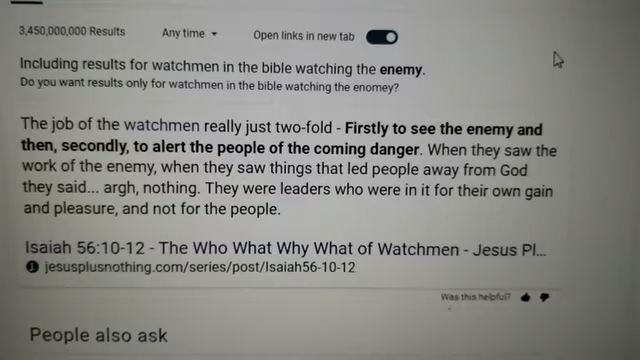 3,450,000,000 Results Any time Open links in new tab
Including results for watchmen in the bible watching the enemy.
Do you want results only for watchmen in the bible watching the enomey?
The job of the watchmen really just two-fold - Firstly to see the enemy and
then, secondly, to alert the people of the coming danger. When they saw the
work of the enemy, when they saw things that led people away from God
they said... argh, nothing. They were leaders who were in it for their own gain
and pleasure, and not for the people.
Isaiah 56:10-12 - The Who What Why What of Watchmen - Jesus Pl...
jesusplusnothing.com/series/post/Isaiah56-10-12
Was this helpful?
People also ask